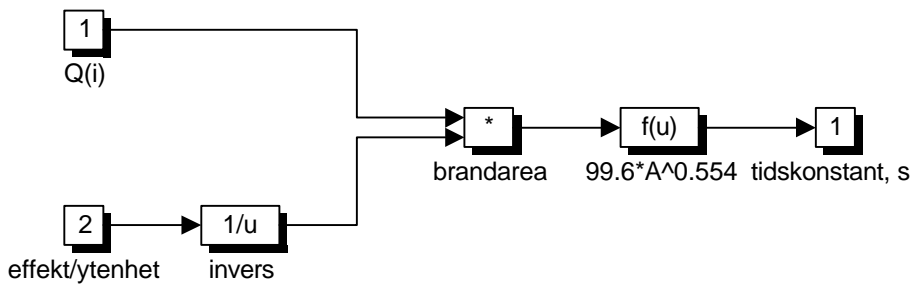 1
Q(i)
*
brandarea
f(u)
99.6*A^0.554
1
tidskonstant, s
2
effekt/ytenhet
1/u
invers